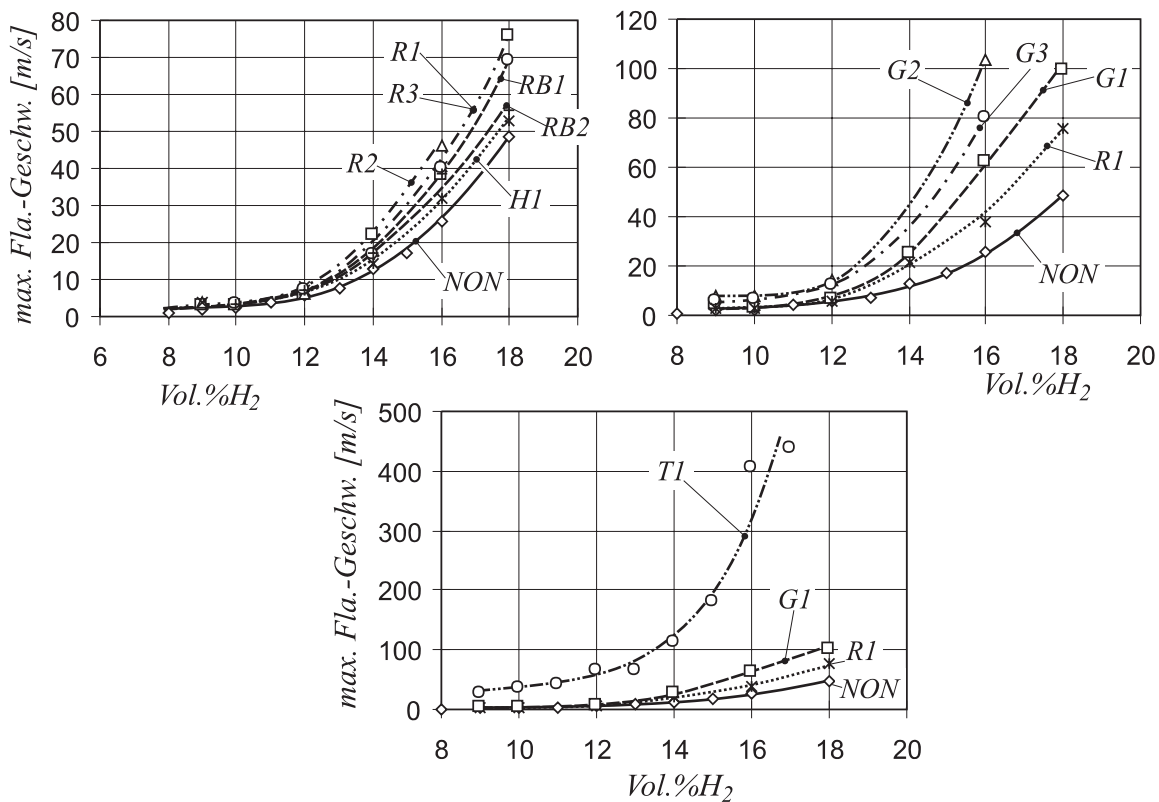 max. Fla.-Geschw. [m/s]
80
70
60
50
40
30
20
10
0
R1
R3
R2
RB1
RB2
H1
NON
6 8 10 12 14 16 18 20
Vol.%H₂
120
100
80
60
40
20
0
G2
G3
G1
R1
NON
8 10 12 14 16 18 20
Vol.%H₂
max. Fla.-Geschw. [m/s]
500
400
300
200
100
0
T1
G1
R1
NON
8 10 12 14 16 18 20
Vol.%H₂